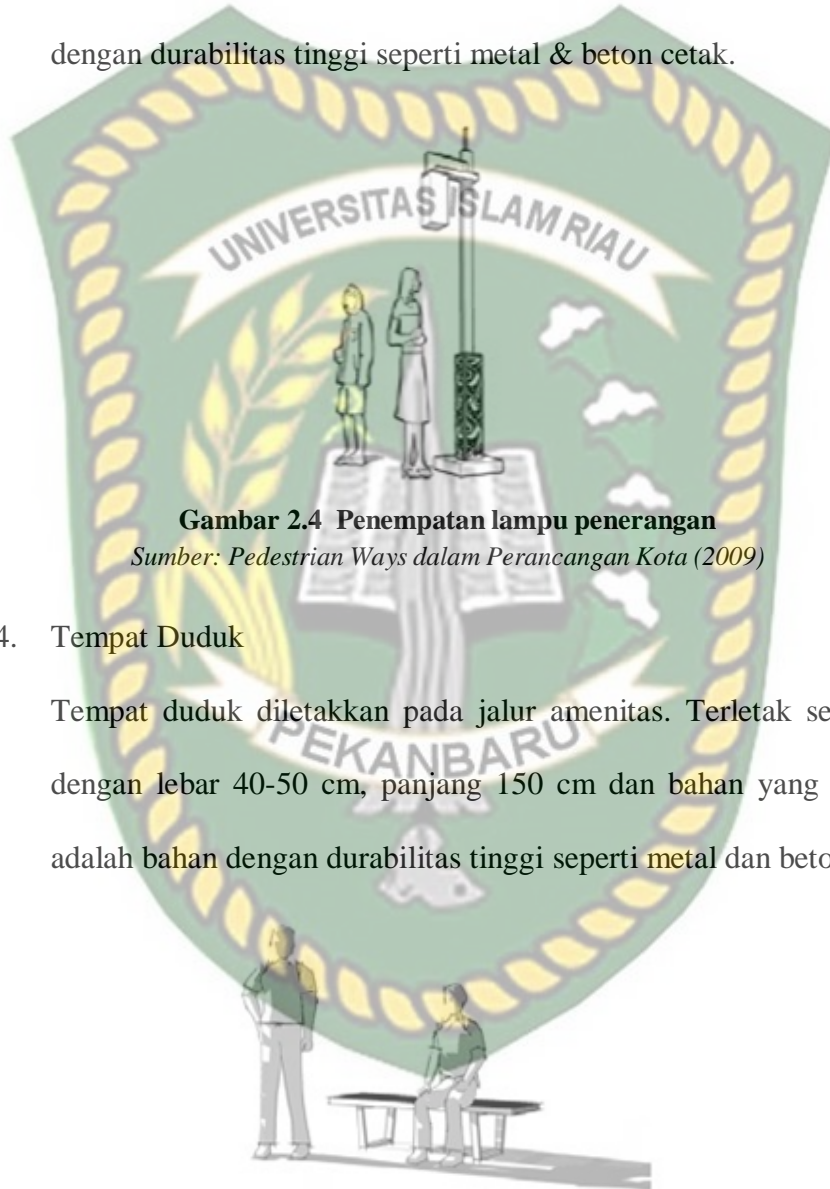 dengan durabilitas tinggi seperti metal & beton cetak.
UNIVERSITAS ISLAM RIAU
Gambar 2.4 Penempatan lampu penerangan
Sumber: Pedestrian Ways dalam Perancangan Kota (2009)
4. Tempat Duduk
Tempat duduk diletakkan pada jalur amenitas. Terletak
PEKANBARU
dengan lebar 40-50 cm, panjang 150 cm dan bahan yang
adalah bahan dengan durabilitas tinggi seperti metal dan